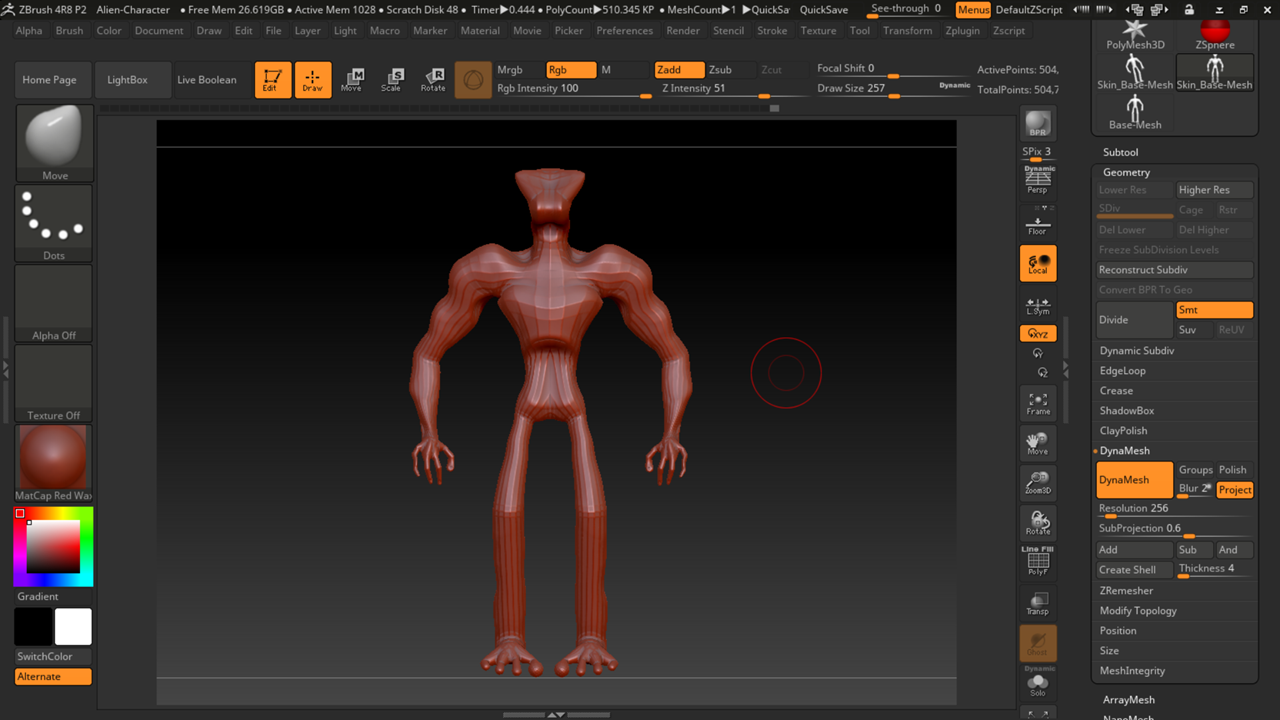 ZBrush 4R8 P2 Alien-Character • Free Mem 26.619GB • Active Mem 1028 • Scratch Disk 48 • Timer▶0.444 • PolyCount▶510.345 KP • MeshCount▶1 ▶QuickSa QuickSave See-through 0 Menus DefaultZScript
Alpha Brush Color Document Draw Edit File Layer Light Macro Marker Material Movie Picker Preferences Render Stencil Stroke Texture Tool Transform Zplugin Zscript
Home Page LightBox Live Boolean Edit Draw Move Scale Rotate
Mrgb Rgb M Zadd Zsub Zcut Focal Shift 0 ActivePoints: 504,
Rgb Intensity 100 Z Intensity 51 Draw Size 257 Dynamic TotalPoints: 504,7
Move
Dots
Alpha Off
Texture Off
MatCap Red Wax
Gradient
SwitchColor
Alternate
BPR
SPix 3
Dynamic
Persp
Floor
Local
L.Sym
XYZ
Y
Z
Frame
Move
Zoom3D
Rotate
Line Fill
PolyF
Transp
Ghost
Dynamic
Solo
PolyMesh3D ZSphere
Skin_Base-Mesh Skin_Base-Mesh
Base-Mesh
Subtool
Geometry
Lower Res Higher Res
SDiv Cage Rstr
Del Lower Del Higher
Freeze SubDivision Levels
Reconstruct Subdiv
Convert BPR To Geo
Divide Smt
Suv ReUV
Dynamic Subdiv
EdgeLoop
Crease
ShadowBox
ClayPolish
DynaMesh
DynaMesh Groups Polish
Blur 2 Project
Resolution 256
SubProjection 0.6
Add Sub And
Create Shell Thickness 4
ZRemesher
Modify Topology
Position
Size
MeshIntegrity
ArrayMesh
NanoMesh